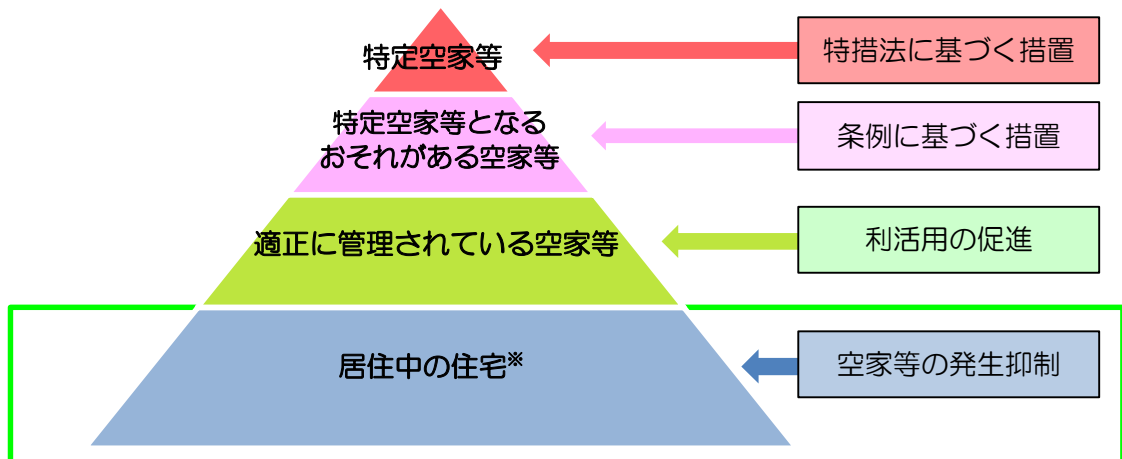 特定空家等
特措法に基づく措置
特定空家等となる
おそれがある空家等
条例に基づく措置
適正に管理されている空家等
利活用の促進
居住中の住宅※
空家等の発生抑制